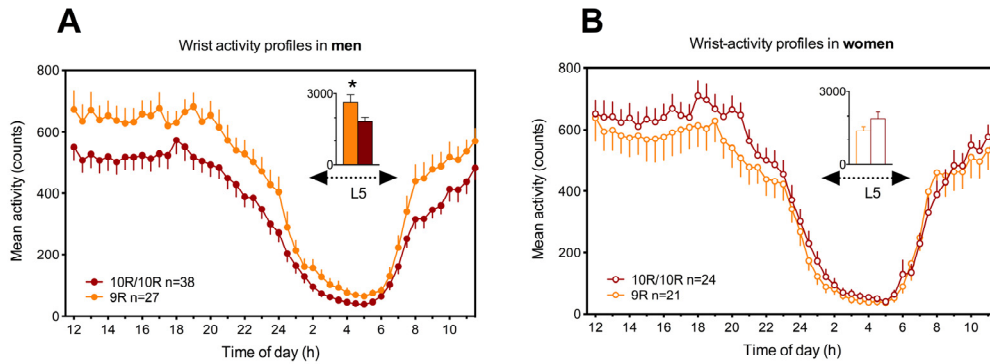 A
Wrist activity profiles in men
800
600
400
200
0
Mean activity (counts)
3000
0
*
L5
10R/10R n=38
9R n=27
12 14 16 18 20 22 24 2 4 6 8 10
Time of day (h)
B
Wrist-activity profiles in women
800
600
400
200
0
Mean activity (counts)
3000
0
L5
10R/10R n=24
9R n=21
12 14 16 18 20 22 24 2 4 6 8 10
Time of day (h)